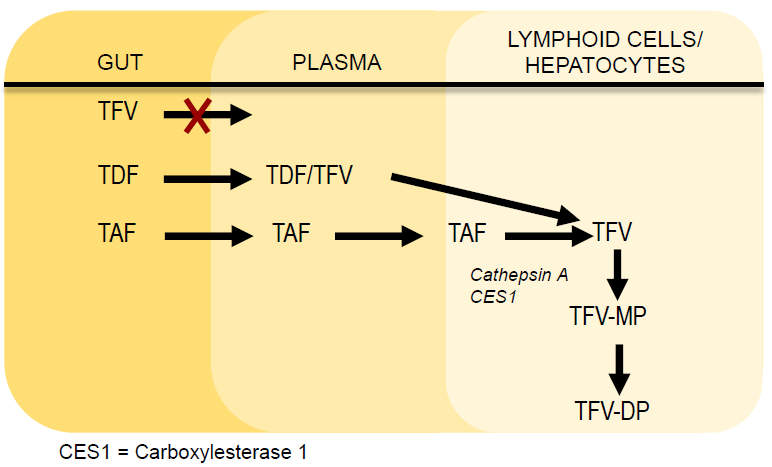 GUT
PLASMA
LYMPHOID CELLS/
HEPATOCYTES
TFV
TDF
TDF/TFV
TAF
TAF
TAF
TFV
Cathepsin A
CES1
TFV-MP
TFV-DP
CES1 = Carboxylesterase 1